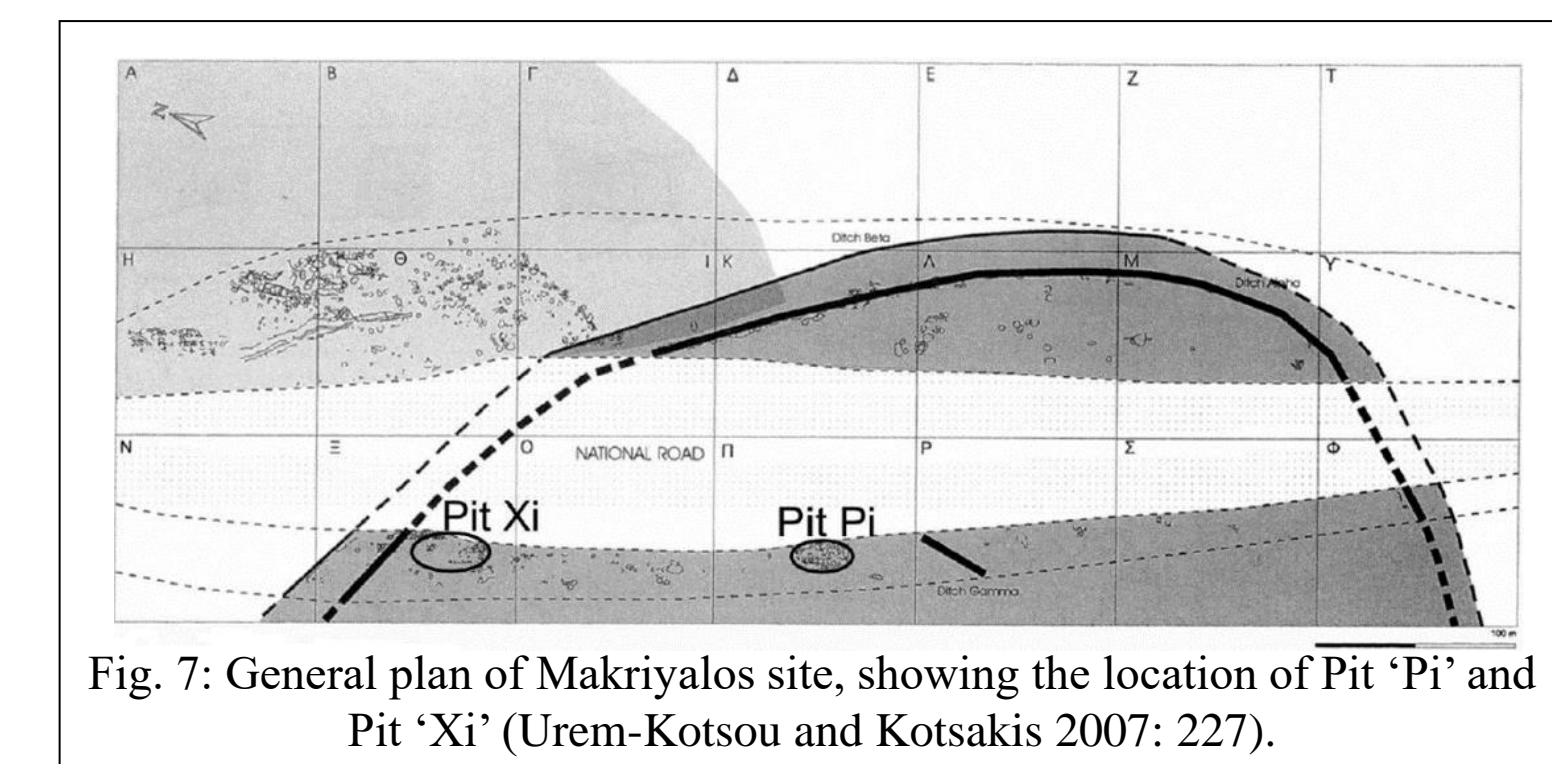 Α Β Γ Δ Ε Ζ Τ
N
Ditch Beta
Η Θ Ι Κ Λ Μ Υ
Ditch Alpha
Ν Ξ Ο NATIONAL ROAD Π Ρ Σ Φ
Pit Xi Pit Pi
Ditch Gamma
100 m
Fig. 7: General plan of Makriyalos site, showing the location of Pit ‘Pi’ and
Pit ‘Xi’ (Urem-Kotsou and Kotsakis 2007: 227).